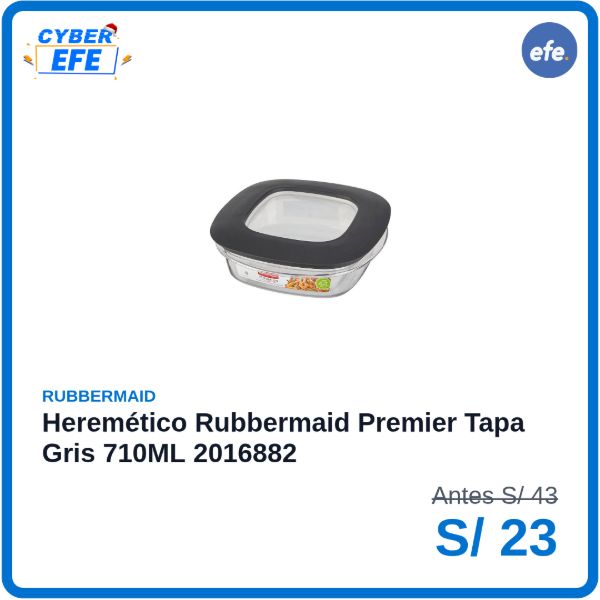 CYBER
EFE
efe.
RUBBERMAID
Heremético Rubbermaid Premier Tapa
Gris 710ML 2016882
Antes S/ 43
S/ 23